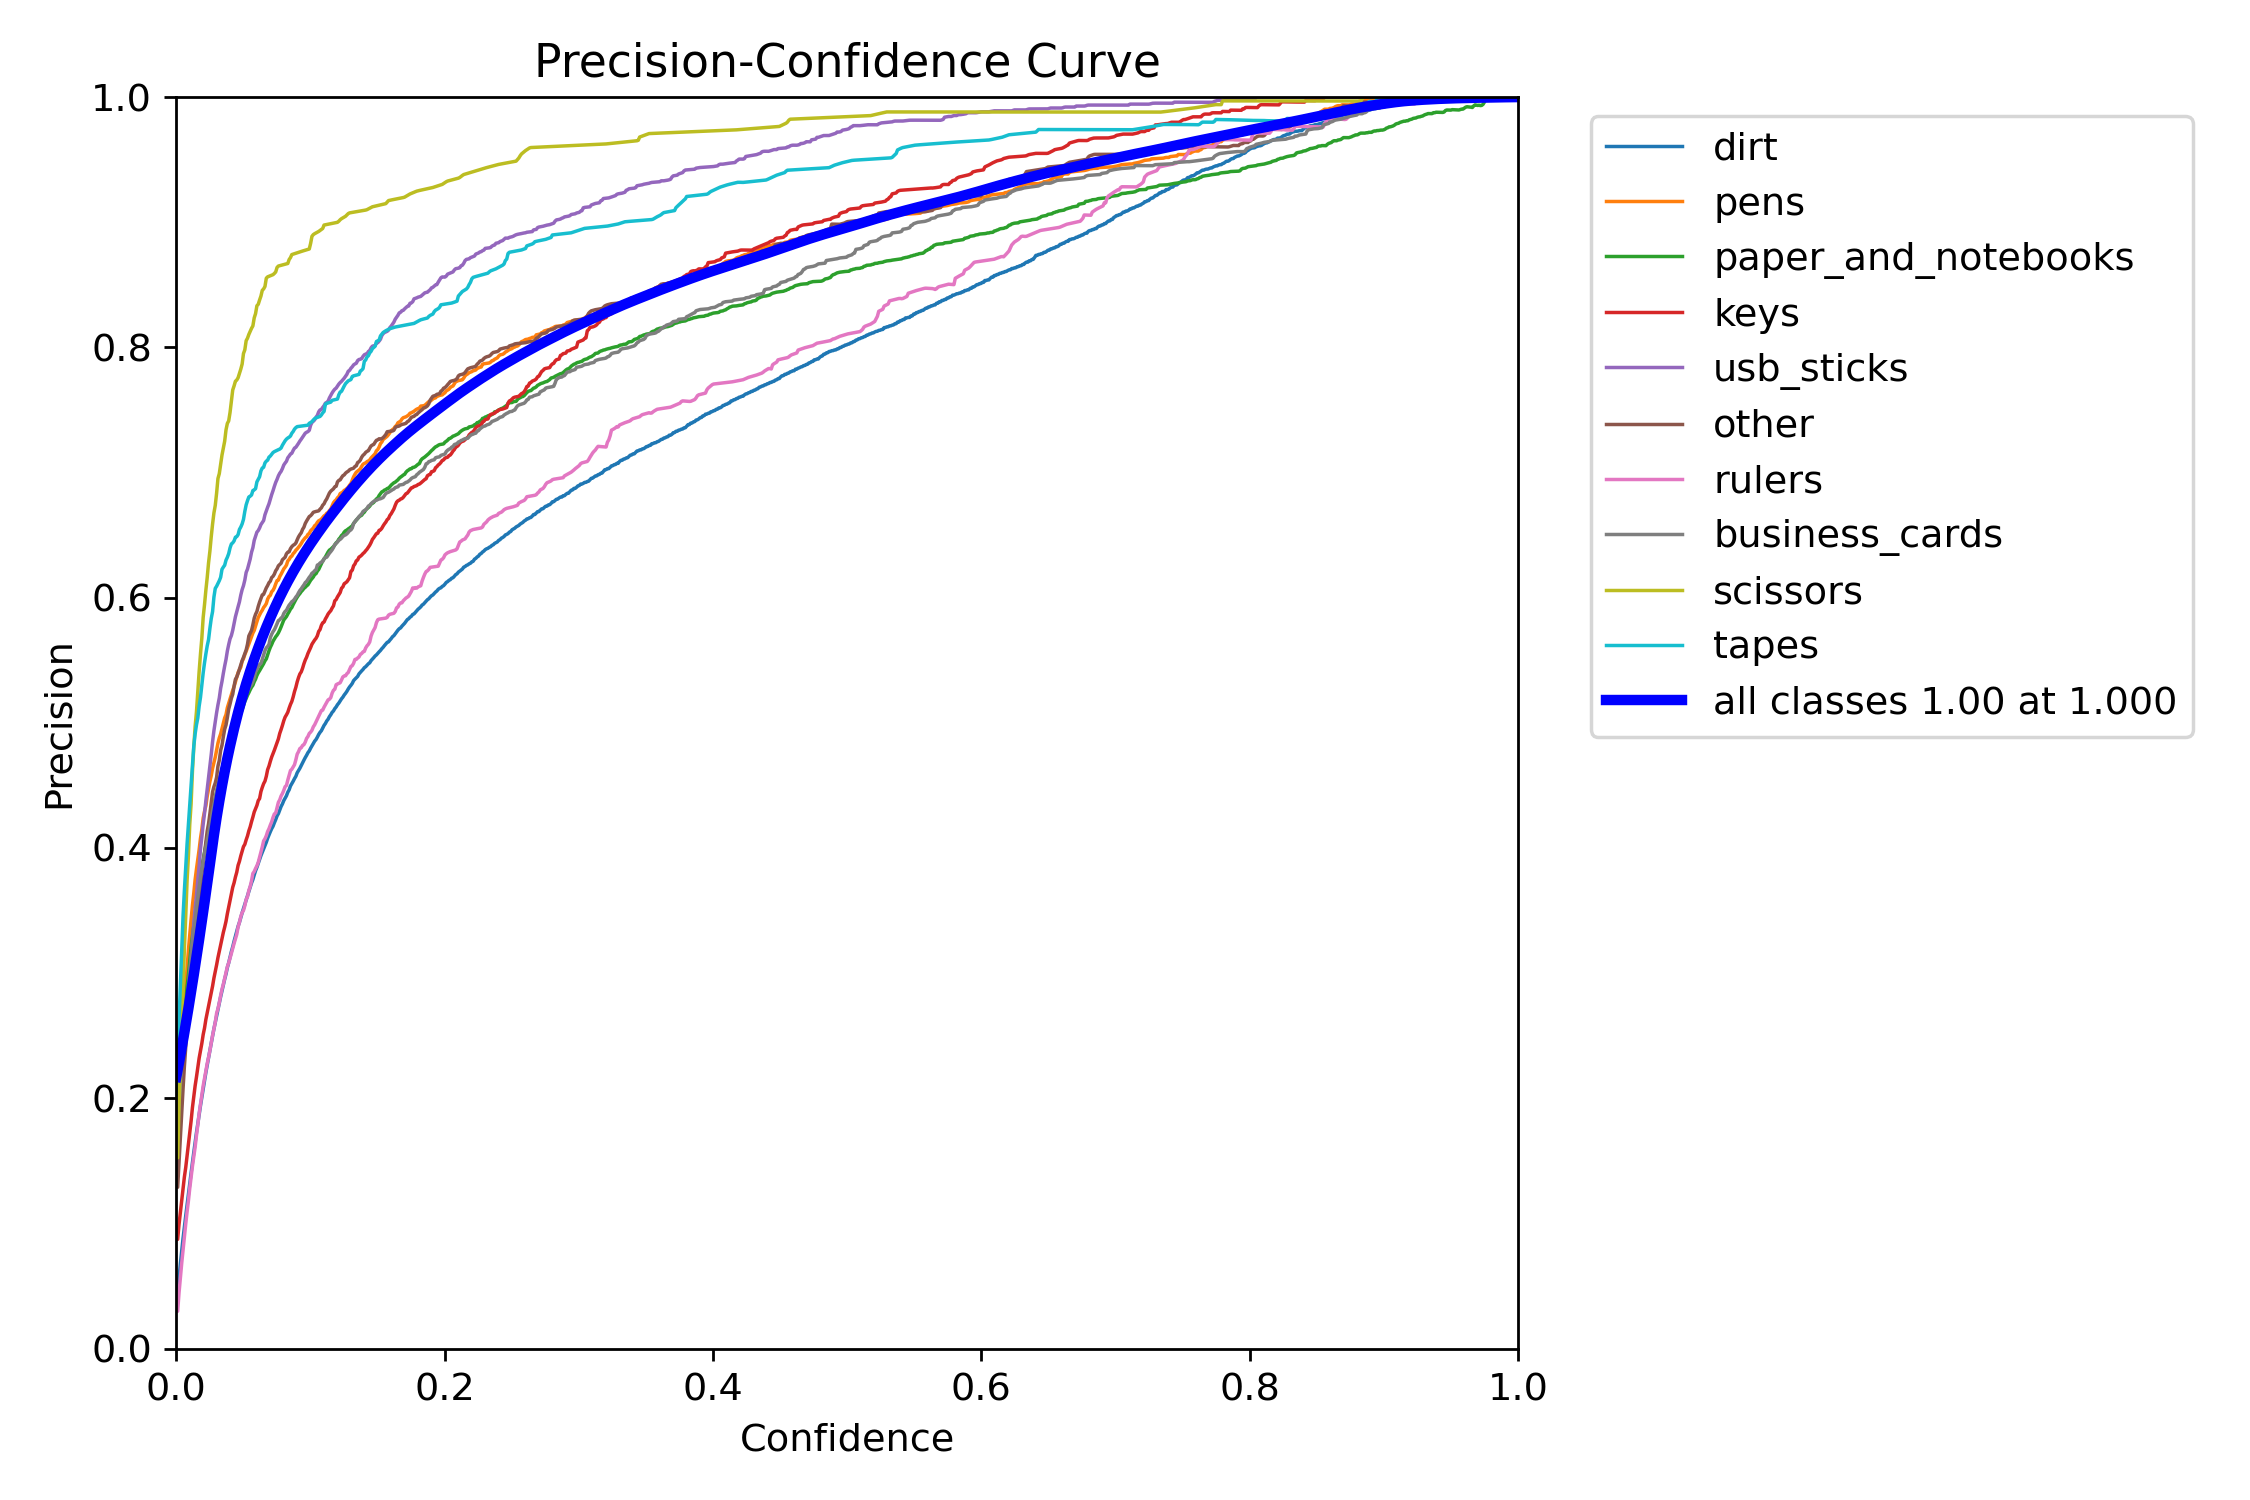 Precision-Confidence Curve
1.0
0.8
0.6
0.4
0.2
0.0
Precision
0.0 0.2 0.4 0.6 0.8 1.0
Confidence
dirt
pens
paper_and_notebooks
keys
usb_sticks
other
rulers
business_cards
scissors
tapes
all classes 1.00 at 1.000